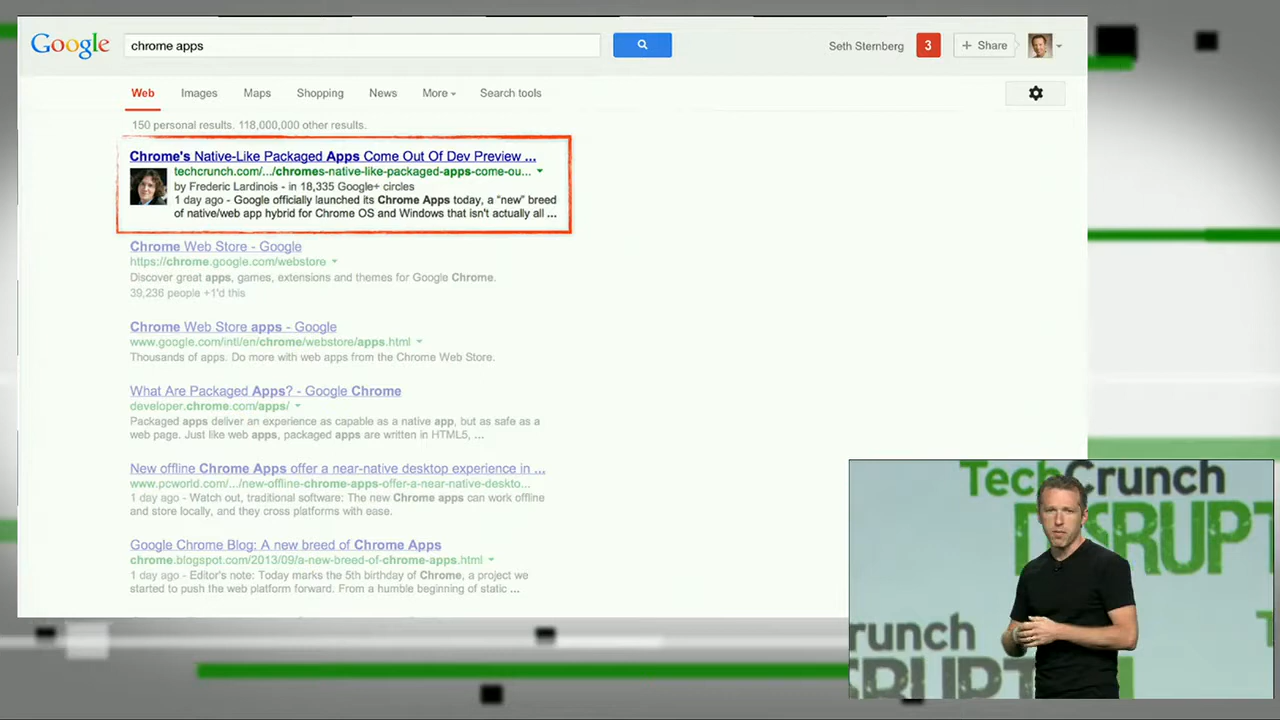 Google
chrome apps
Seth Sternberg
3
+ Share
Web Images Maps Shopping News More Search tools
150 personal results. 118,000,000 other results.
Chrome's Native-Like Packaged Apps Come Out Of Dev Preview ...
techcrunch.com/.../chromes-native-like-packaged-apps-come-ou...
by Frederic Lardinois - in 18,335 Google+ circles
1 day ago - Google officially launched its Chrome Apps today, a “new” breed
of native/web app hybrid for Chrome OS and Windows that isn't actually all ...
Chrome Web Store - Google
https://chrome.google.com/webstore
Discover great apps, games, extensions and themes for Google Chrome.
39,236 people +1'd this
Chrome Web Store apps - Google
www.google.com/intl/en/chrome/webstore/apps.html
Thousands of apps. Do more with web apps from the Chrome Web Store.
What Are Packaged Apps? - Google Chrome
developer.chrome.com/apps/
Packaged apps deliver an experience as capable as a native app, but as safe as a
web page. Just like web apps, packaged apps are written in HTML5, ...
New offline Chrome Apps offer a near-native desktop experience in ...
www.pcworld.com/.../new-offline-chrome-apps-offer-a-near-native-deskto...
1 day ago - Watch out, traditional software: The new Chrome apps can work offline
and store locally, and they cross platforms with ease.
Google Chrome Blog: A new breed of Chrome Apps
chrome.blogspot.com/2013/09/a-new-breed-of-chrome-apps.html
1 day ago - Editor's note: Today marks the 5th birthday of Chrome, a project we
started to push the web platform forward. From a humble beginning of static ...
TechCrunch
DISRUPT
Crunch
DISRUPT
T